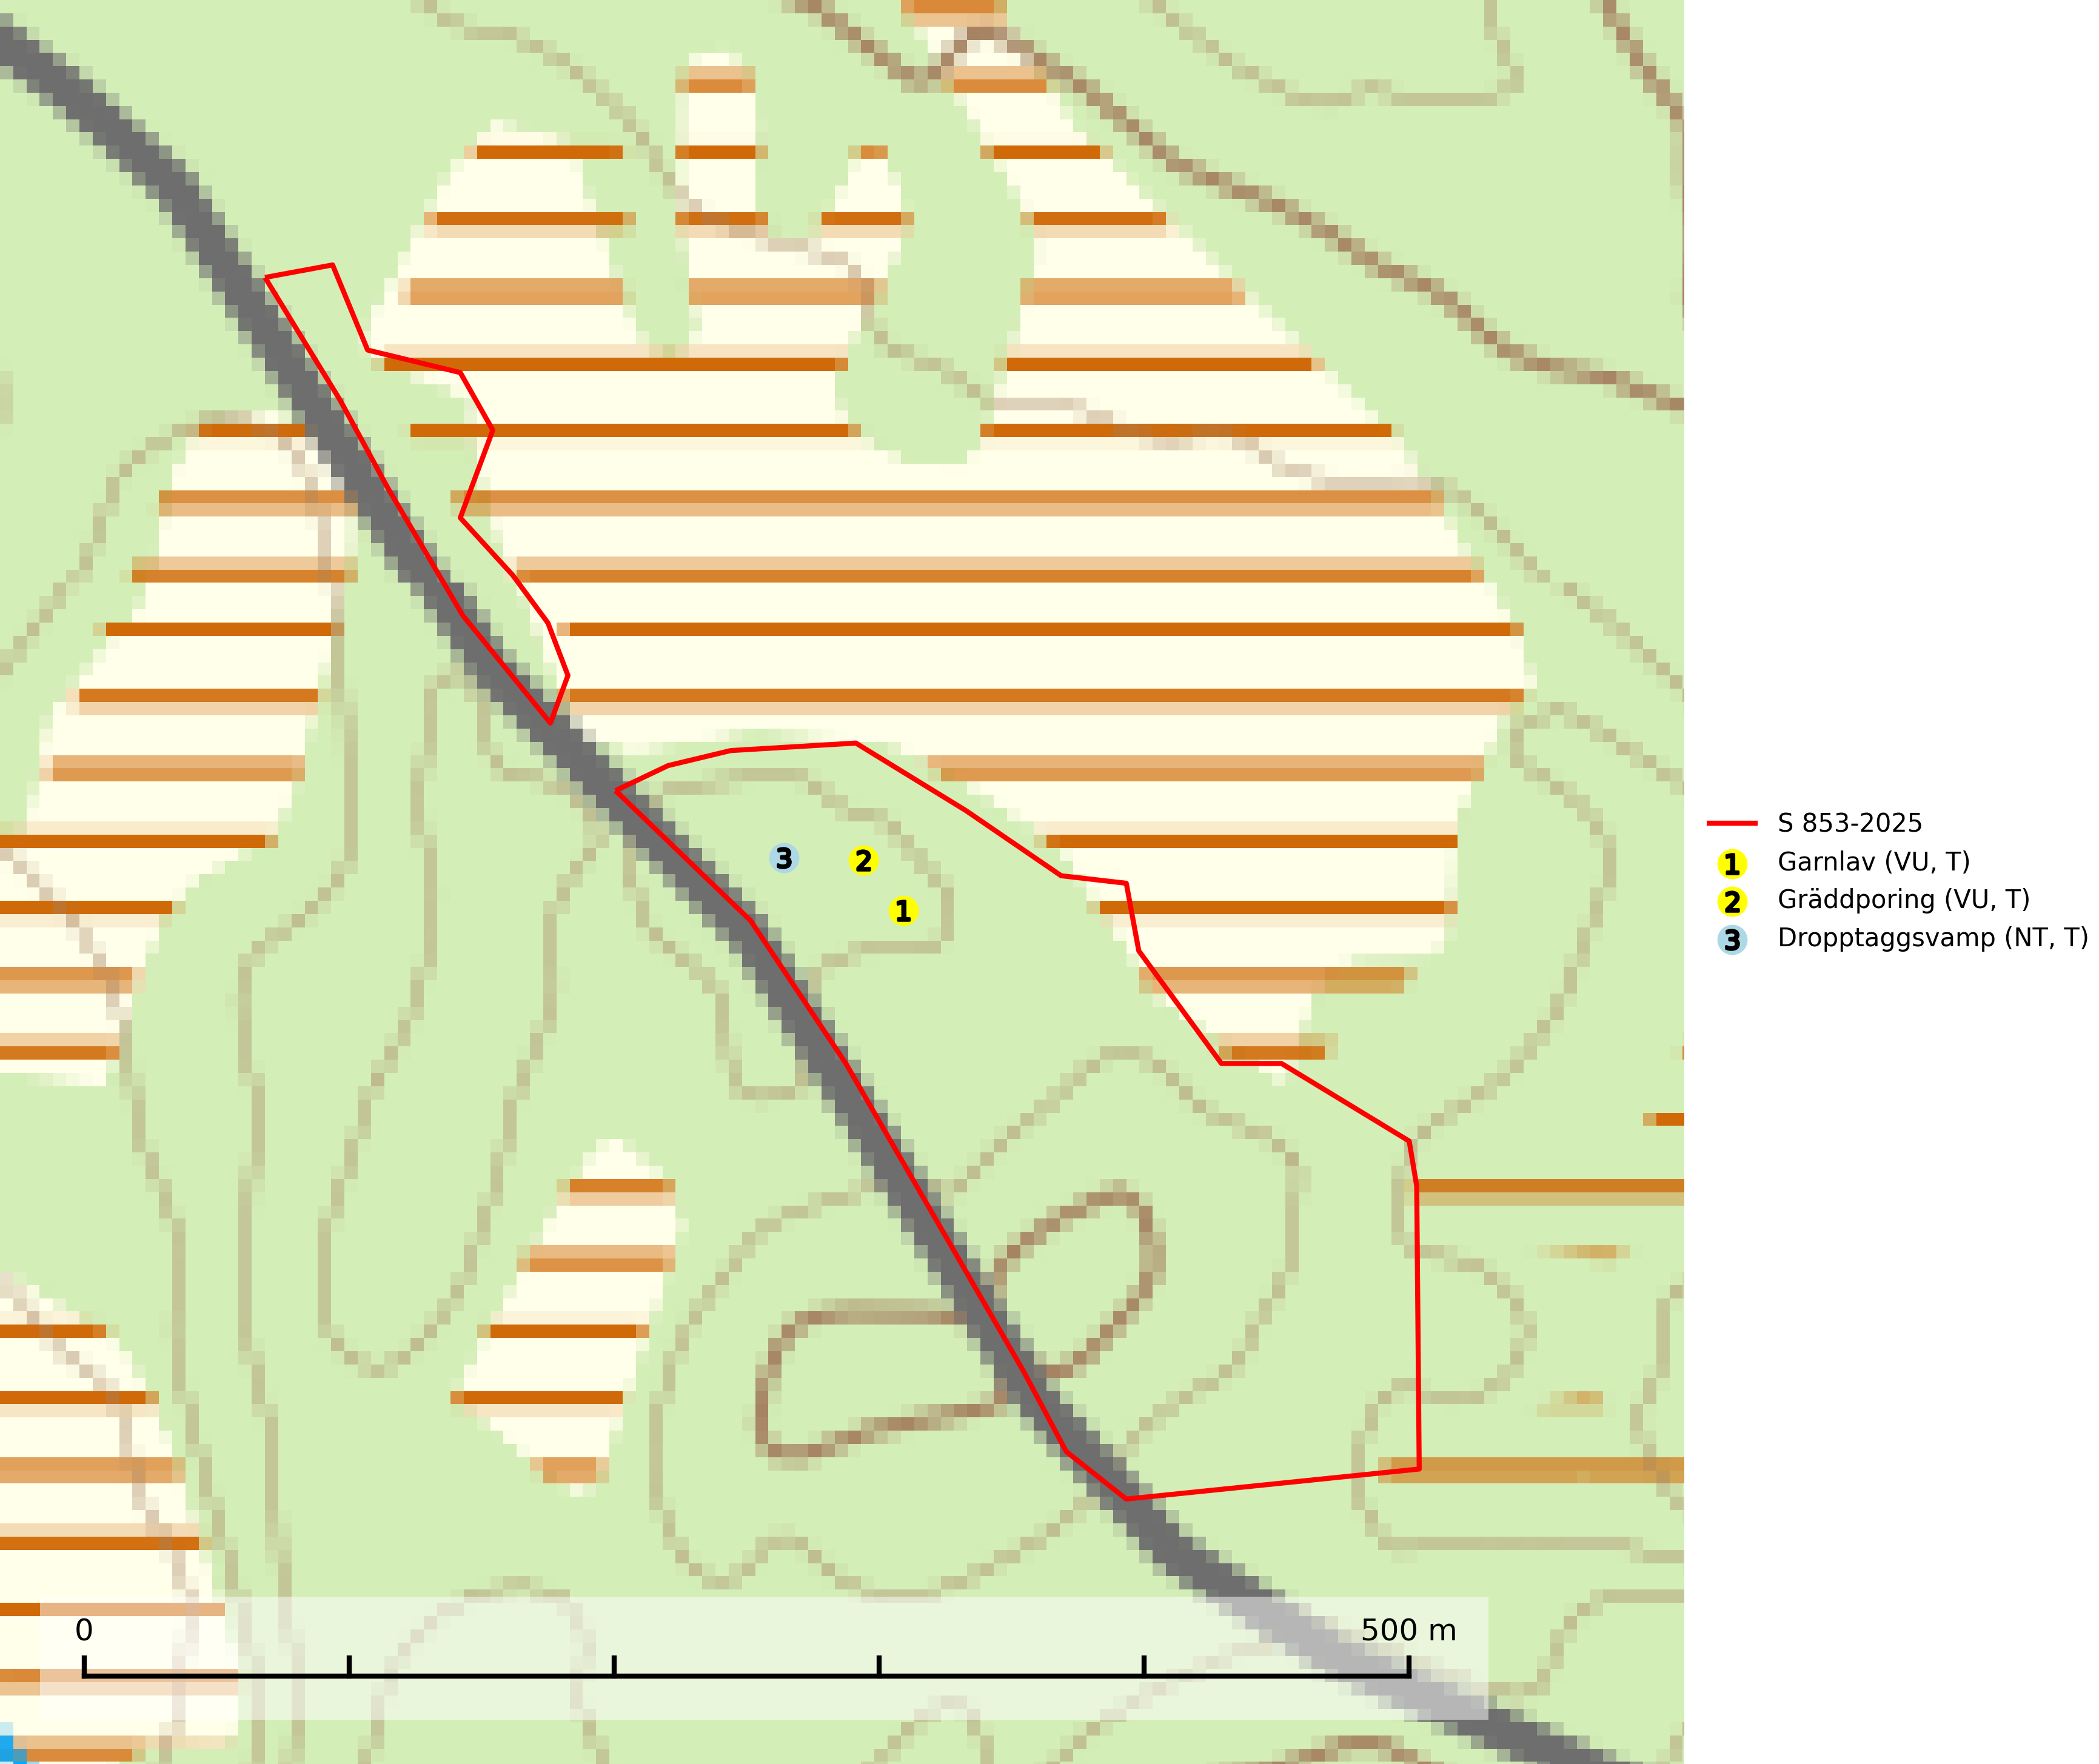 3
2
1
S 853-2025
1 Garnlav (VU, T)
2 Gräddporing (VU, T)
3 Dropptaggsvamp (NT, T)
0 500 m